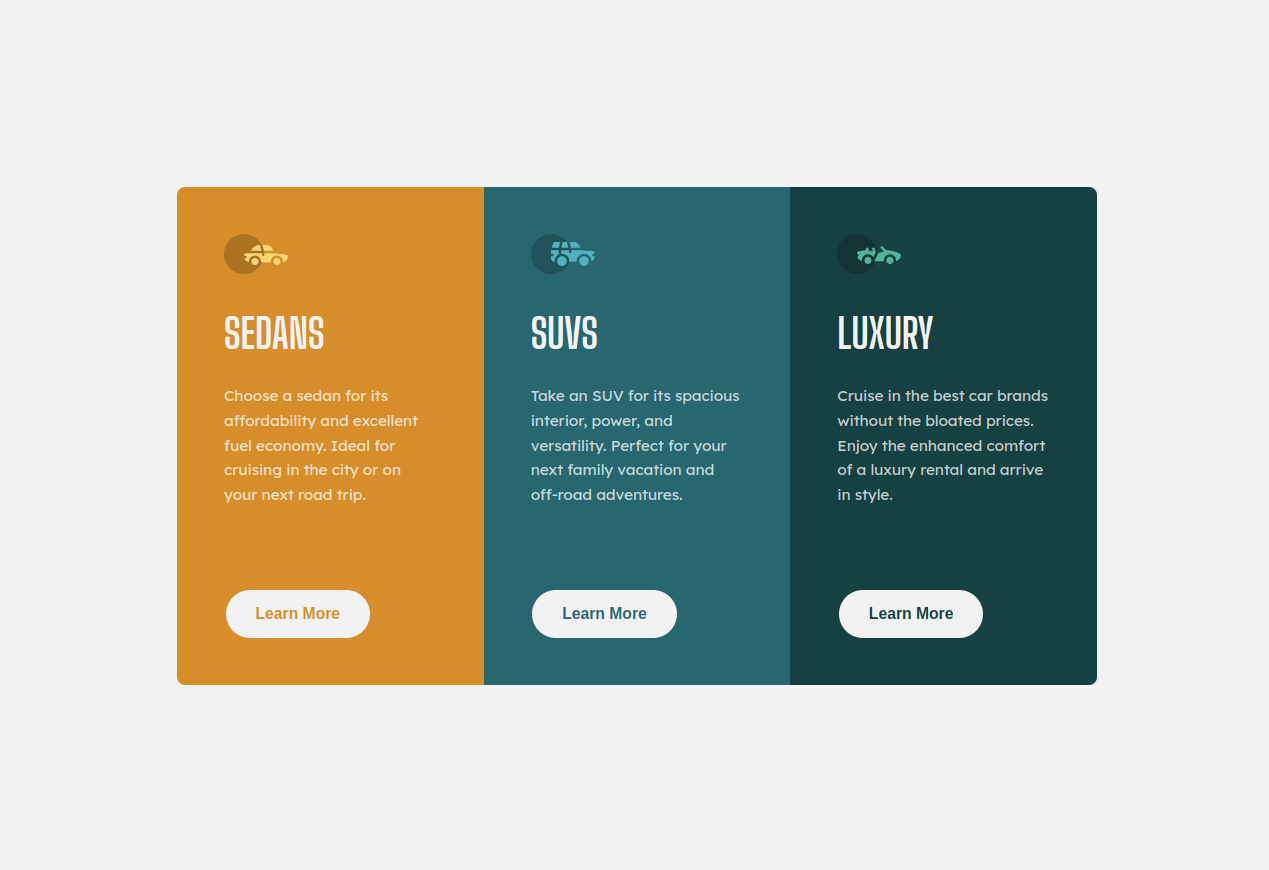 SEDANS
Choose a sedan for its
affordability and excellent
fuel economy. Ideal for
cruising in the city or on
your next road trip.
Learn More
SUVS
Take an SUV for its spacious
interior, power, and
versatility. Perfect for your
next family vacation and
off-road adventures.
Learn More
LUXURY
Cruise in the best car brands
without the bloated prices.
Enjoy the enhanced comfort
of a luxury rental and arrive
in style.
Learn More